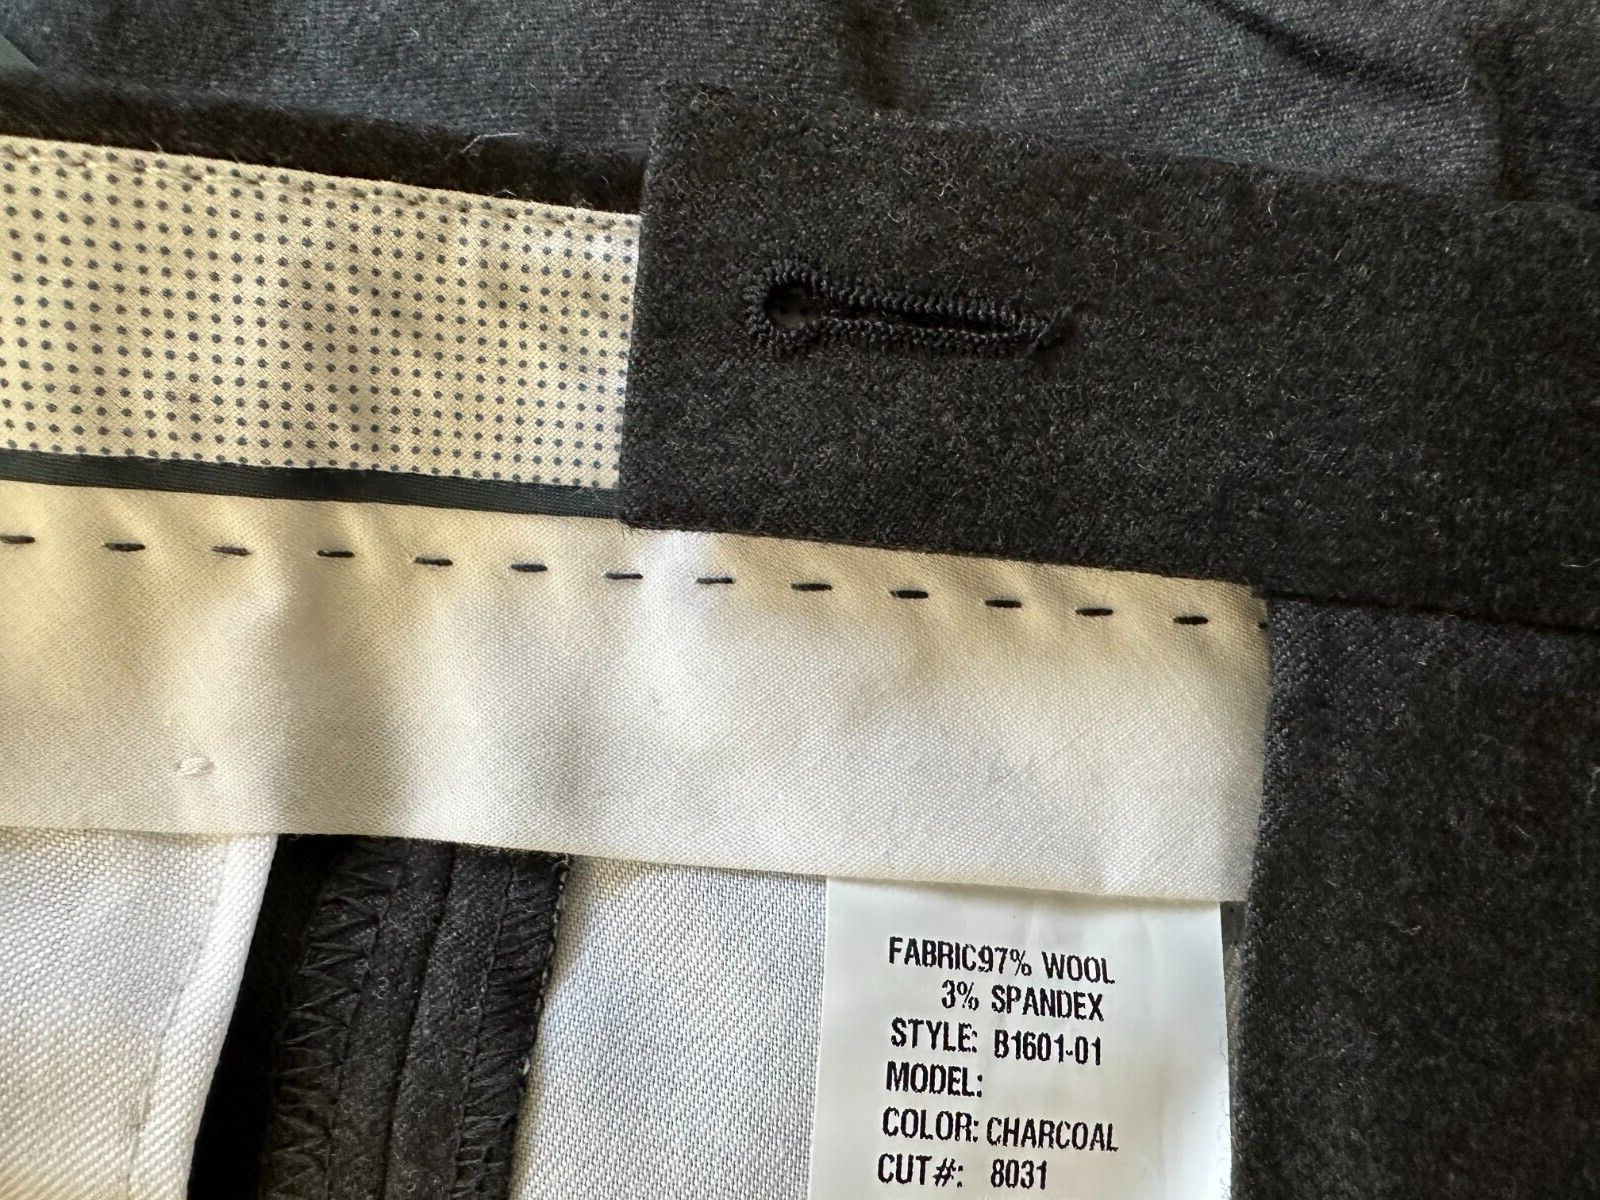 FABRIC97% WOOL
3% SPANDEX
STYLE: B1601-01
MODEL:
COLOR: CHARCOAL
CUT#: 8031